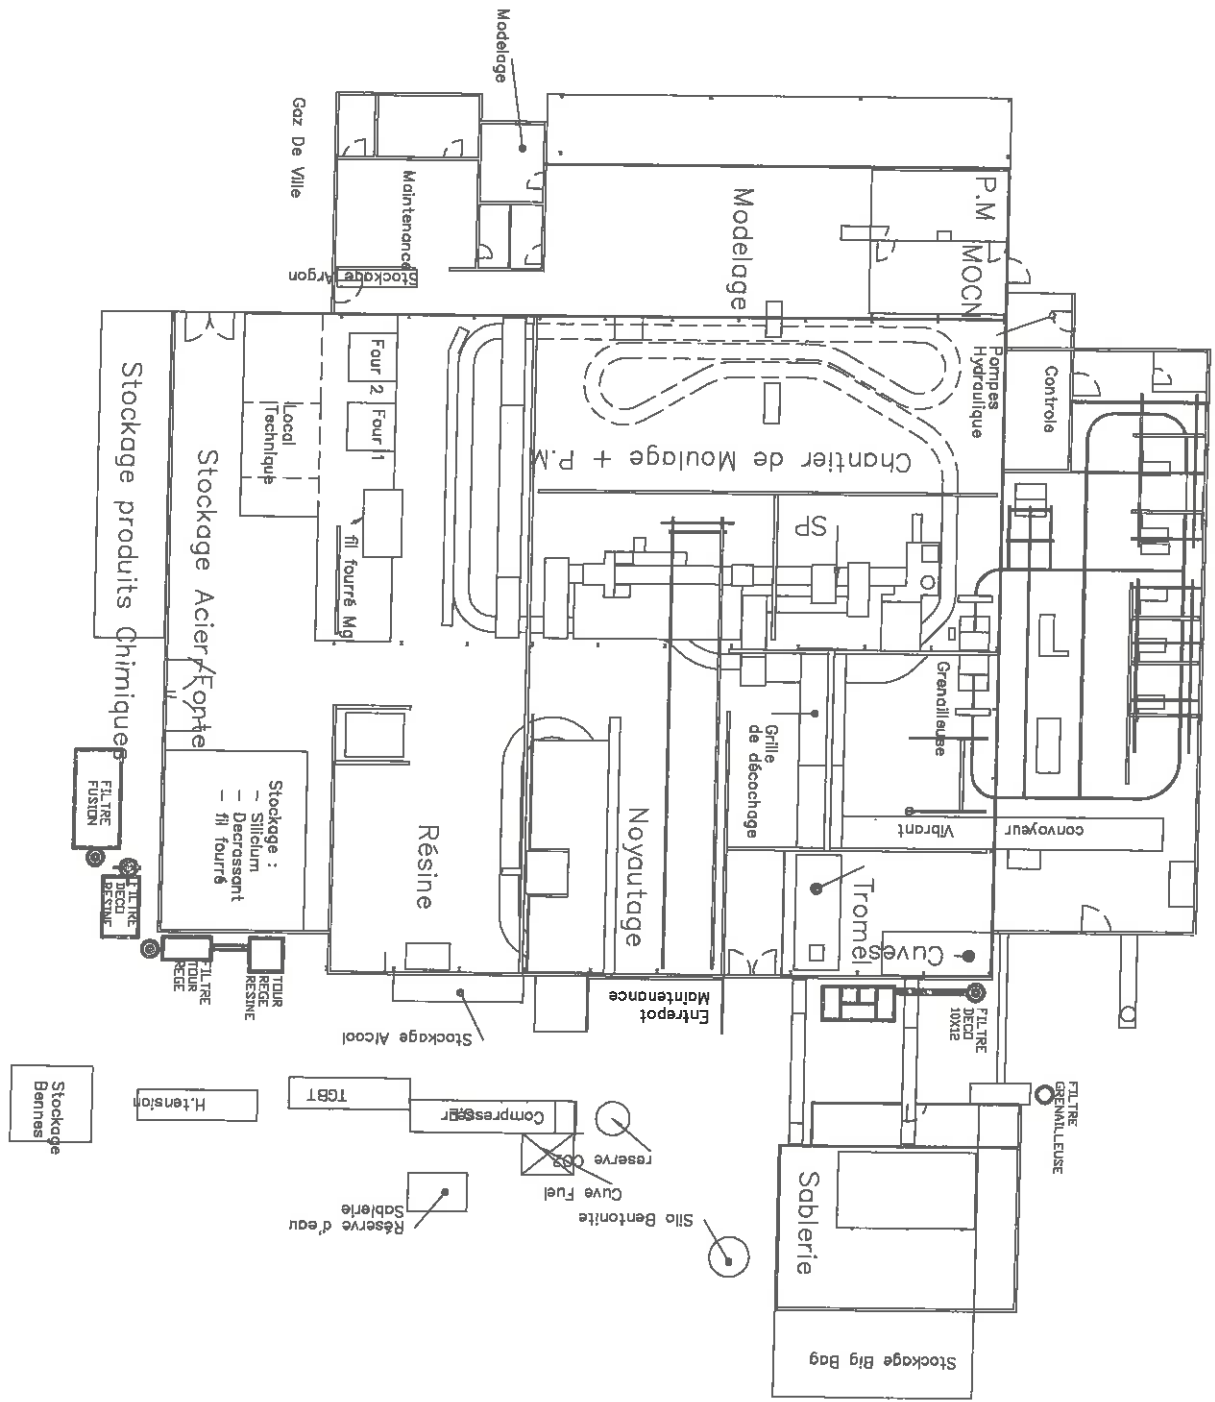 Modelage
Gaz De Ville
Maintenance
Stockage Argon
Modelage
P.M
MOCN
Pompes
Hydraulique
Controle
Four 2
Four 1
Local
Technique
fil fourré Mg
Chantier de Moulage + P.M
SP
Stockage produits Chimiques
Stockage Acier-Fonte
Grenailleuse
Grille
de décochage
Vibrant
convoyeur
Stockage :
- Silicium
- Decrassant
- fil fourré
FILTRE
FUSION
FILTRE
DECO
RESINE
FILTRE
TOUR
REGE
TOUR
REGE
RESINE
Résine
Noyautage
Tromel
Cuves
Entrepot
Maintenance
FILTRE
DECO
10X12
Stockage Alcool
Stockage
Bennes
H.tension
TGBT
Compresseur
reserve CO2
Cuve Fuel
Réserve d'eau
Sablerie
Silo Bentonite
FILTRE
GRENAILLEUSE
Sablerie
Stockage Big Bag